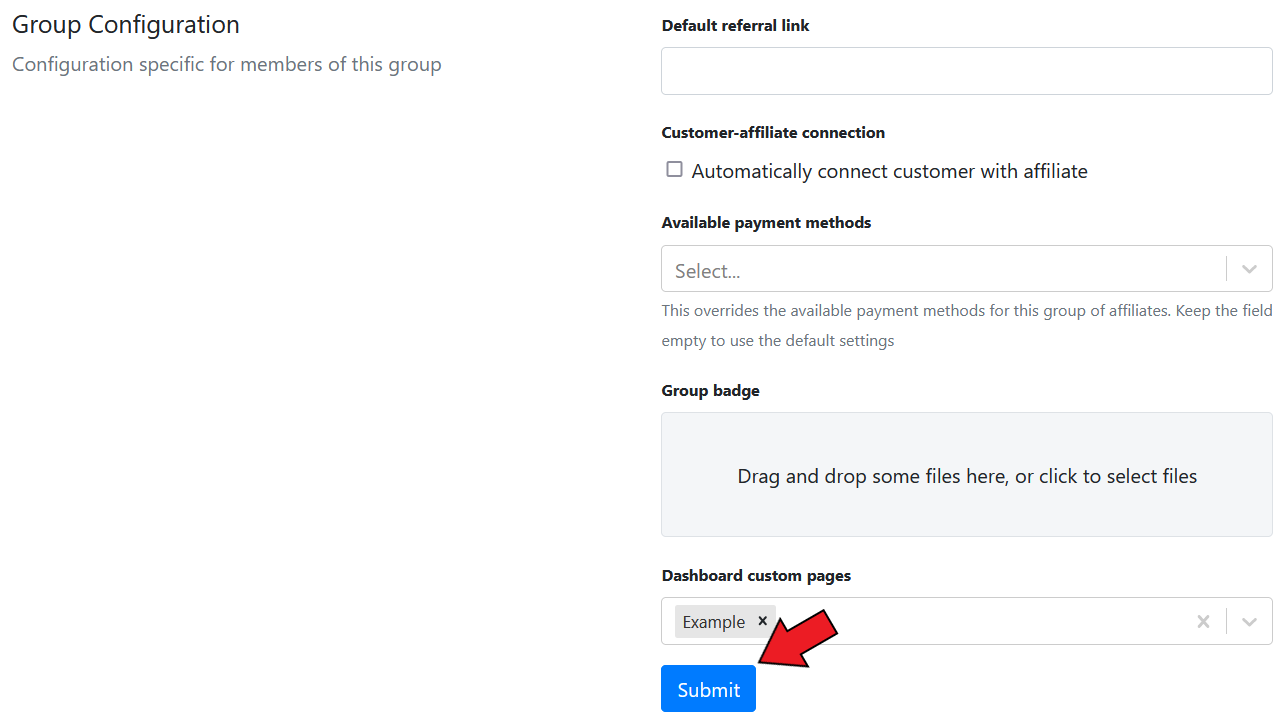 Group Configuration
Configuration specific for members of this group
Default referral link
Customer-affiliate connection
Automatically connect customer with affiliate
Available payment methods
Select...
This overrides the available payment methods for this group of affiliates. Keep the field
empty to use the default settings
Group badge
Drag and drop some files here, or click to select files
Dashboard custom pages
Example
Submit